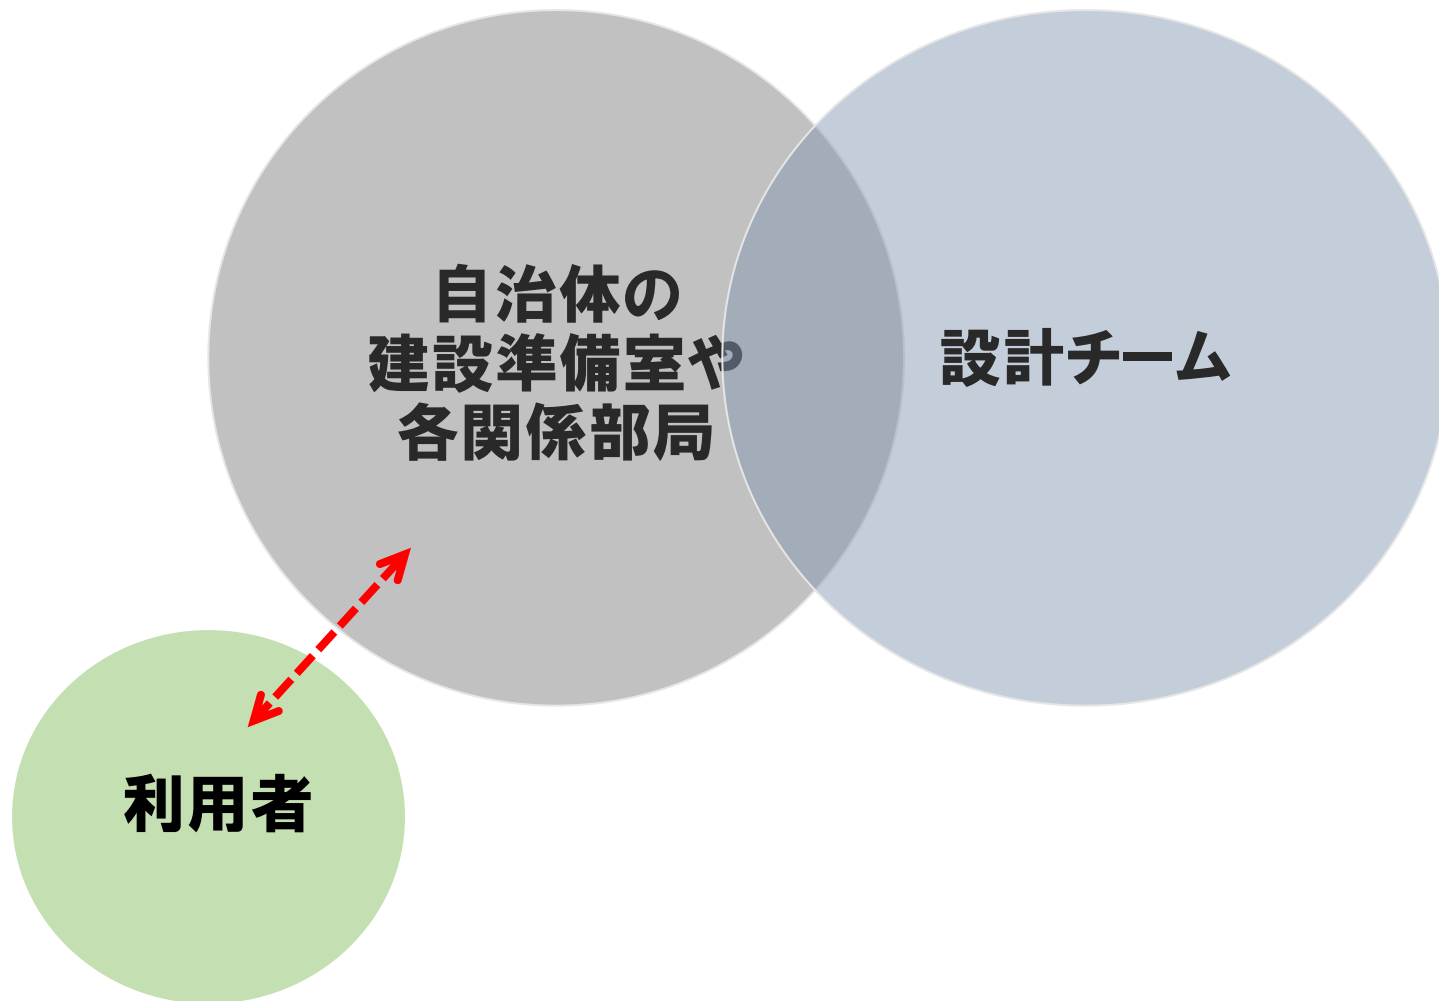 自治体の
建設準備室や
各関係部局
設計チーム
利用者